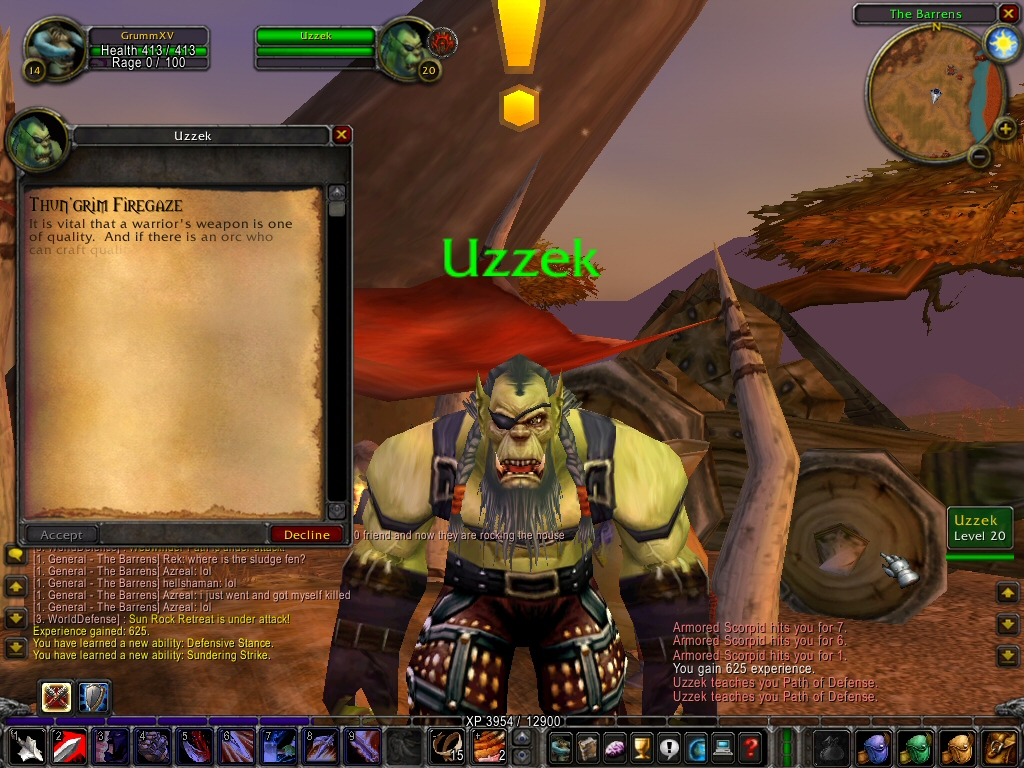 GrummXV
Health 413 / 413
Rage 0 / 100
14
Uzzek
20
The Barrens
N
Uzzek
Thun'grim Firegaze
It is vital that a warrior's weapon is one
of quality. And if there is an orc who
can craft qua
Accept
Decline
Uzzek
Uzzek
Level 20
0 friend and now they are rocking the house
[1. General - The Barrens] Rek: where is the sludge fen?
[1. General - The Barrens] Azreal: lol
[1. General - The Barrens] hellshaman: lol
[1. General - The Barrens] Azreal: i just went and got myself killed
[1. General - The Barrens] Azreal: lol
[3. WorldDefense] : Sun Rock Retreat is under attack!
Experience gained: 625.
You have learned a new ability: Defensive Stance.
You have learned a new ability: Sundering Strike.
Armored Scorpid hits you for 7.
Armored Scorpid hits you for 6.
Armored Scorpid hits you for 1.
You gain 625 experience.
Uzzek teaches you Path of Defense.
Uzzek teaches you Path of Defense.
XP 3954 / 12900
1 2 3 4 5 6 7 8 9 15 2